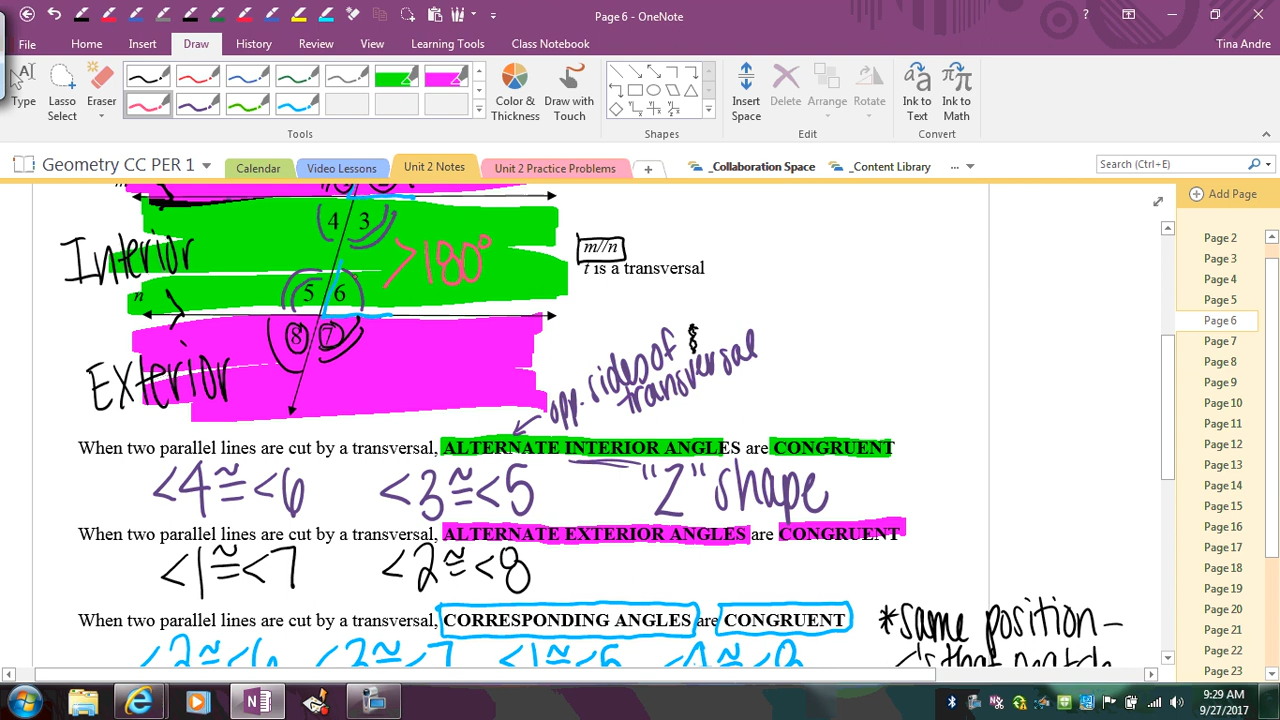 Page 6 - OneNote
?
File
Home
Insert
Draw
History
Review
View
Learning Tools
Class Notebook
Tina Andre
Type
Lasso Select
Eraser
Color & Thickness
Draw with Touch
Insert Space
Delete
Arrange
Rotate
Ink to Text
Ink to Math
Tools
Shapes
Edit
Convert
Geometry CC PER 1
Calendar
Video Lessons
Unit 2 Notes
Unit 2 Practice Problems
_Collaboration Space
_Content Library
...
Search (Ctrl+E)
Add Page
Page 2
Page 3
Page 4
Page 5
Page 6
Page 7
Page 8
Page 9
Page 10
Page 11
Page 12
Page 13
Page 14
Page 15
Page 16
Page 17
Page 18
Page 19
Page 20
Page 21
Page 22
Page 23
4 3
Interior
>180°
m//n
t is a transversal
n
5 6
8 7
Exterior
opp. sides of
transversal
When two parallel lines are cut by a transversal, ALTERNATE INTERIOR ANGLES are CONGRUENT
<4≅<6 <3≅<5 "Z" shape
When two parallel lines are cut by a transversal, ALTERNATE EXTERIOR ANGLES are CONGRUENT
<1≅<7 <2≅<8
When two parallel lines are cut by a transversal, CORRESPONDING ANGLES are CONGRUENT
*same position -
<'s that match
<2≅<6 <3≅<7 <1≅<5
9:29 AM
9/27/2017